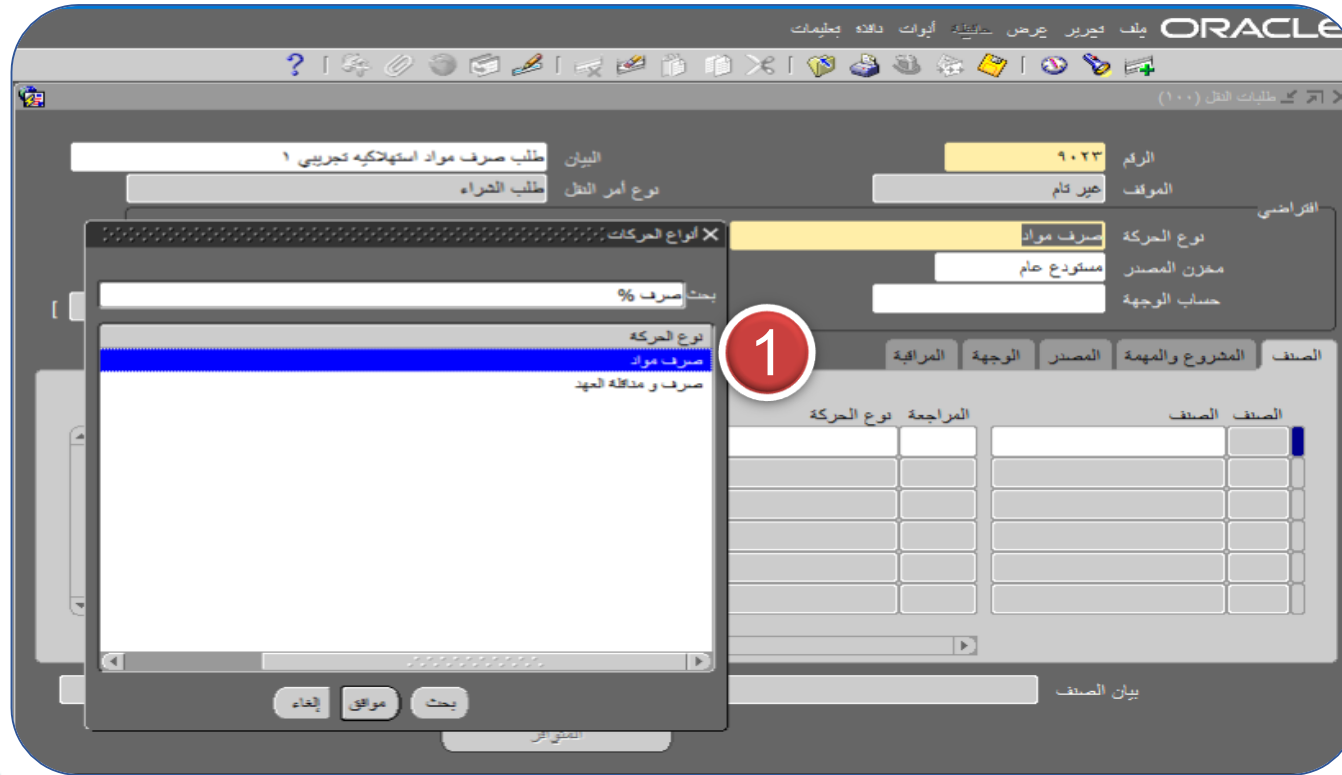 ORACLE ملف تحرير عرض حافظة أدوات نافذة تعليمات
طلبات النقل (١٠٠)
الرقم ٩٠٢٣ البيان طلب صرف مواد استهلاكيه تجريبي ١
الموقف غير تام نوع أمر النقل طلب الشراء
افتراضي
نوع الحركة صرف مواد
مخزن المصدر مستودع عام
حساب الوجهة
[
الصنف المشروع والمهمة المصدر الوجهة المراقبة
الصنف الصنف المراجعة نوع الحركة
بيان الصنف
المتوافر
أنواع الحركات
بحث صرف %
نوع الحركة
صرف مواد
صرف و مناقلة العهد
بحث موافق إلغاء
1